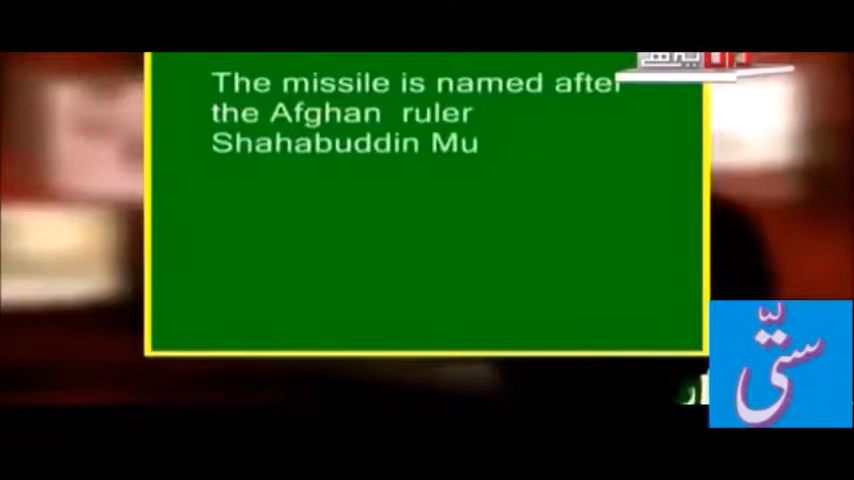 The missile is named after
the Afghan ruler
Shahabuddin Mu
ستی